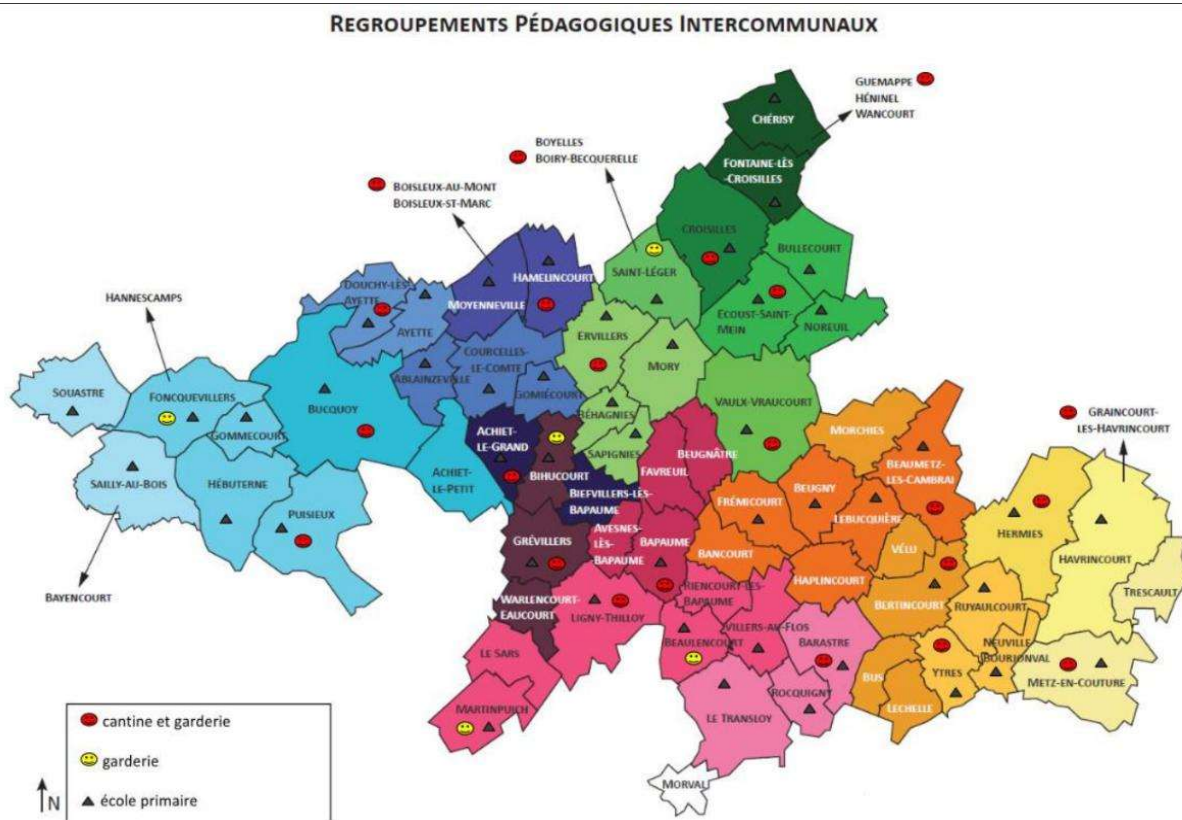 REGROUPEMENTS PÉDAGOGIQUES INTERCOMMUNAUX
GUEMAPPE
HÉNINEL
WANCOURT
CHÉRISY
BOYELLES
BOIRY-BECQUERELLE
FONTAINE-LÈS
-CROISILLES
BOISLEUX-AU-MONT
BOISLEUX-ST-MARC
CROISILLES
BULLECOURT
SAINT-LÉGER
HAMELINCOURT
DOUCHY-LÈS-
AYETTE
HANNESCAMPS
MOYENNEVILLE
ECOUST-SAINT-
MEIN
NOREUIL
AYETTE
ERVILLERS
COURCELLES-
LE-COMTE
MORY
ABLAINZEVILLE
SOUASTRE
FONCQUEVILLERS
GOMIÉCOURT
VAULX-VRAUCOURT
BUCQUOY
BÉHAGNIES
GRAINCOURT-
LES-HAVRINCOURT
GOMMECOURT
ACHIET-
LE-GRAND
MORCHIES
SAPIGNIES
BEUGNÂTRE
FAVREUIL
BIHUCOURT
BEAUMETZ-
LES-CAMBRAI
SAILLY-AU-BOIS
HÉBUTERNE
ACHIET-
LE-PETIT
BIEFVILLERS-LÈS-
BAPAUME
FRÉMICOURT
BEUGNY
LEBUCQUIÈRE
PUISIEUX
HERMIES
AVESNES-
LÈS-
BAPAUME
BAPAUME
GRÉVILLERS
BANCOURT
VÉLU
HAVRINCOURT
HAPLINCOURT
TRESCAULT
BAYENCOURT
WARLENCOURT-
EAUCOURT
LIGNY-THILLOY
RIENCOURT-LES-
BAPAUME
BERTINCOURT
RUYAULCOURT
VILLERS-AU-FLOS
BEAULENCOURT
BARASTRE
NEUVILLE
BOURJONVAL
LE SARS
YTRES
BUS
METZ-EN-COUTURE
ROCQUIGNY
LECHELLE
MARTINPUICH
LE TRANSLOY
MORVAL
cantine et garderie
garderie
école primaire
N